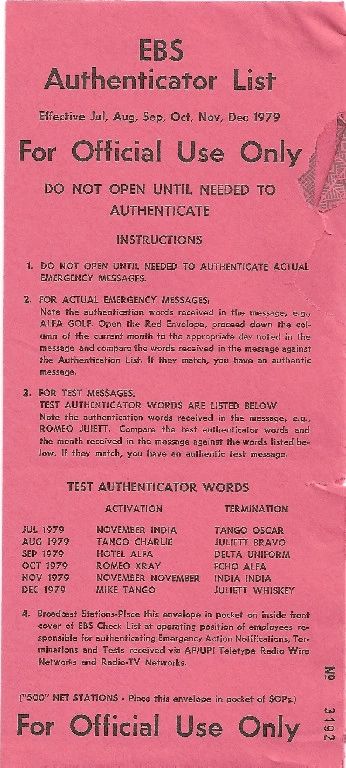 EBS
Authenticator List
Effective Jul, Aug, Sep, Oct, Nov, Dec 1979
For Official Use Only
DO NOT OPEN UNTIL NEEDED TO
AUTHENTICATE
INSTRUCTIONS
1. DO NOT OPEN UNTIL NEEDED TO AUTHENTICATE ACTUAL
EMERGENCY MESSAGES.
2. FOR ACTUAL EMERGENCY MESSAGES:
Note the authentication words received in the message, e.g.,
ALFA GOLF. Open the Red Envelope, proceed down the col-
umn of the current month to the appropriate day noted in the
message and compare the words received in the message against
the Authentication List. If they match, you have an authentic
message.
3. FOR TEST MESSAGES.
TEST AUTHENTICATOR WORDS ARE LISTED BELOW
Note the authentication words received in the message, e.g.,
ROMEO JULIETT. Compare the test authenticator words and
the month received in the message against the words listed be-
low. If they match, you have an authentic test message.
TEST AUTHENTICATOR WORDS
ACTIVATION TERMINATION
JUL 1979 NOVEMBER INDIA TANGO OSCAR
AUG 1979 TANGO CHARLIE JULIETT BRAVO
SEP 1979 HOTEL ALFA DELTA UNIFORM
OCT 1979 ROMEO XRAY ECHO ALFA
NOV 1979 NOVEMBER NOVEMBER INDIA INDIA
DEC 1979 MIKE TANGO JULIETT WHISKEY
4. Broadcast Stations-Place this envelope in pocket on inside front
cover of EBS Check List at operating position of employees re-
sponsible for authenticating Emergency Action Notifications, Ter-
minations and Tests received via AP/UPI Teletype Radio Wire
Networks and Radio-TV Networks.
("500" NET STATIONS - Place this envelope in pocket of SOPs.)
For Official Use Only
No 3192